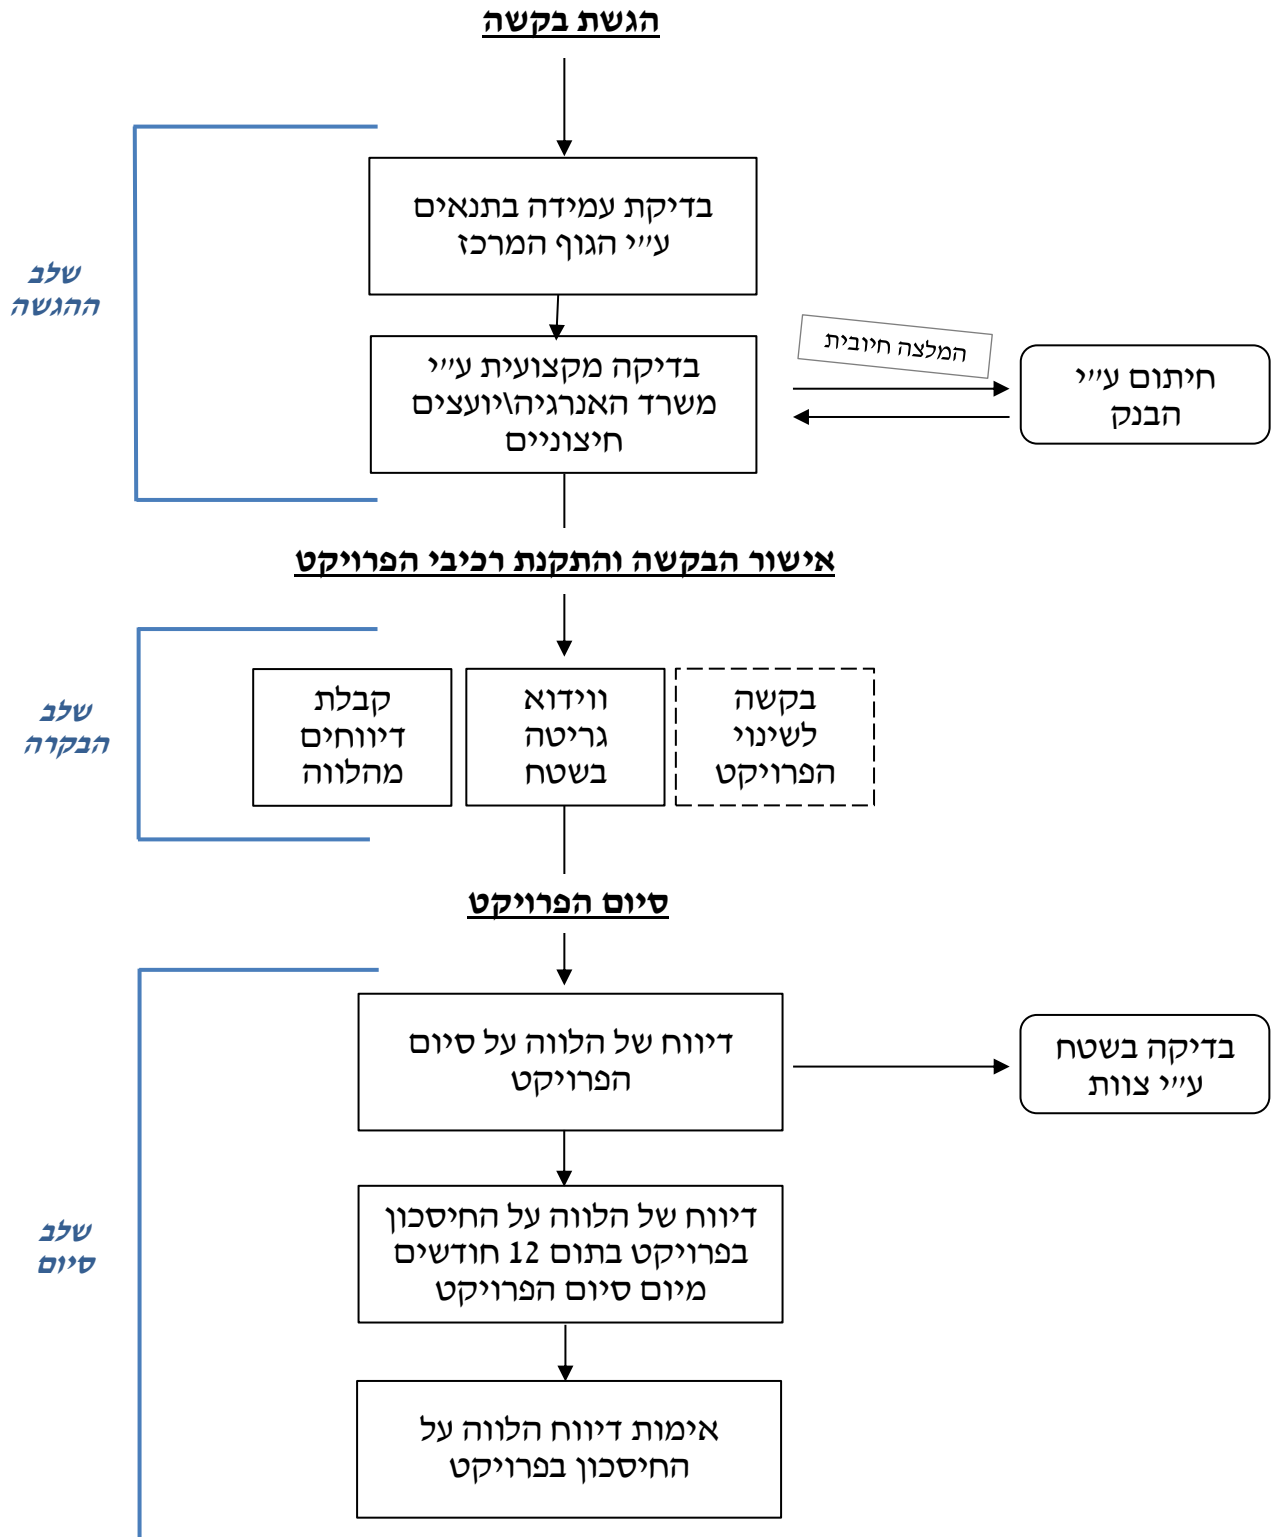 הגשת בקשה
בדיקת עמידה בתנאים
ע״י הגוף המרכז
שלב
ההגשה
המלצה חיובית
בדיקה מקצועית ע״י
משרד האנרגיה\יועצים
חיצוניים
חיתום ע״י
הבנק
אישור הבקשה והתקנת רכיבי הפרויקט
בקשה
לשינוי
הפרויקט
ווידוא
גריטה
בשטח
קבלת
דיווחים
מהלווה
שלב
הבקרה
סיום הפרויקט
בדיקה בשטח
ע״י צוות
דיווח של הלווה על סיום
הפרויקט
דיווח של הלווה על החיסכון
בפרויקט בתום 12 חודשים
מיום סיום הפרויקט
שלב
סיום
אימות דיווח הלווה על
החיסכון בפרויקט